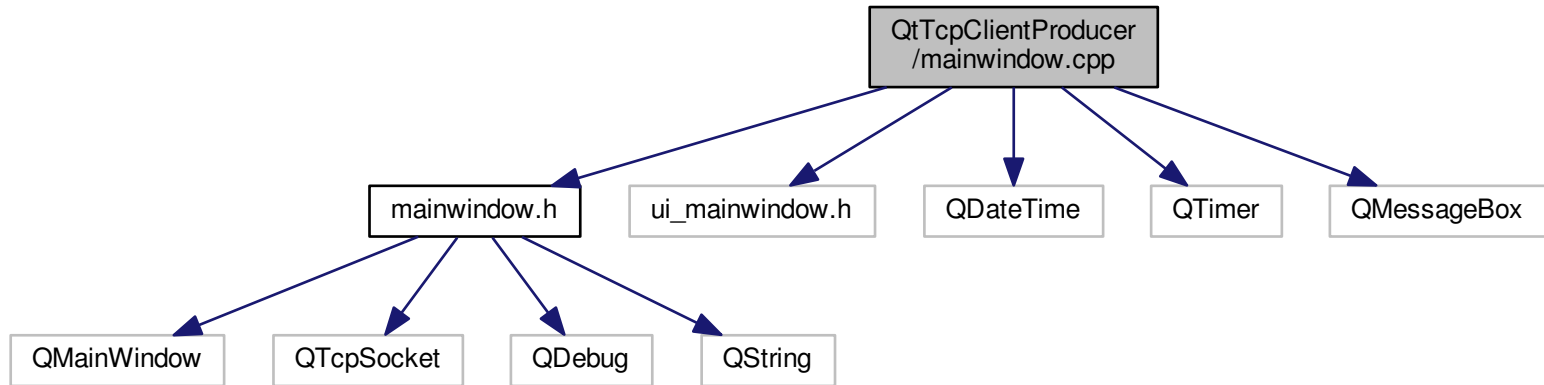 QtTcpClientProducer
/mainwindow.cpp
mainwindow.h
ui_mainwindow.h
QDateTime
QTimer
QMessageBox
QMainWindow
QTcpSocket
QDebug
QString